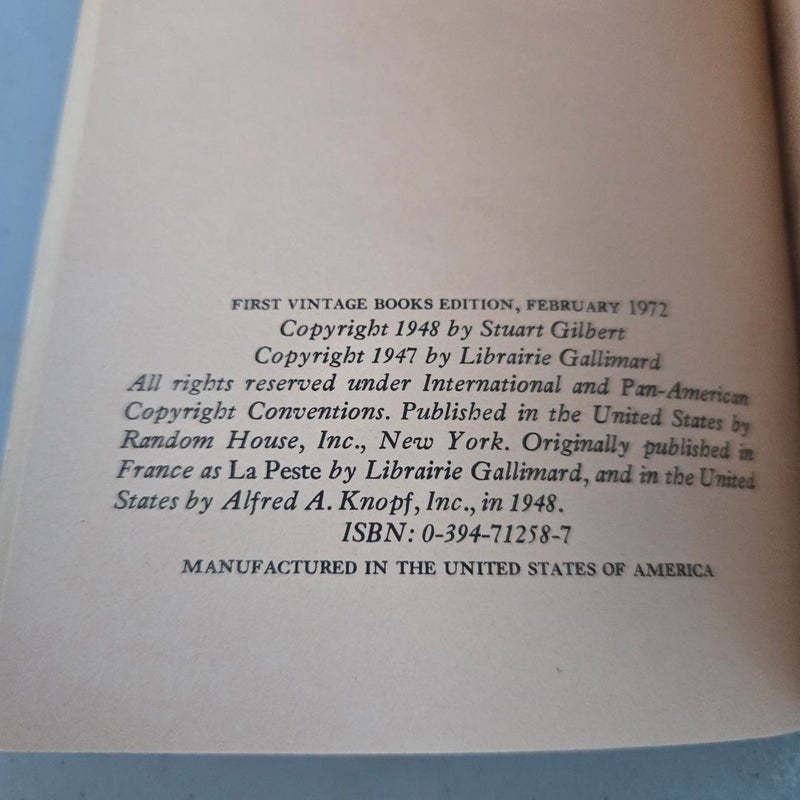 FIRST VINTAGE BOOKS EDITION, FEBRUARY 1972
Copyright 1948 by Stuart Gilbert
Copyright 1947 by Librairie Gallimard
All rights reserved under International and Pan-American
Copyright Conventions. Published in the United States by
Random House, Inc., New York. Originally published in
France as La Peste by Librairie Gallimard, and in the United
States by Alfred A. Knopf, Inc., in 1948.
ISBN: 0-394-71258-7
MANUFACTURED IN THE UNITED STATES OF AMERICA